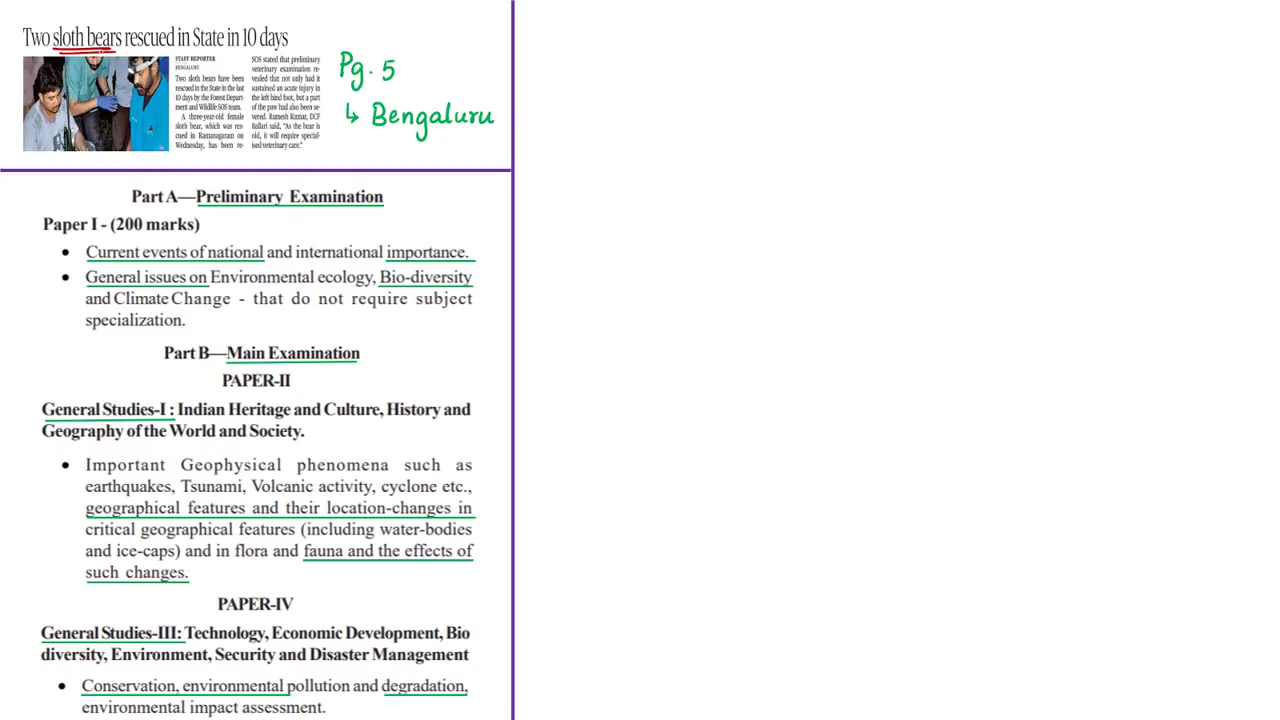 Two sloth bears rescued in State in 10 days
STAFF REPORTER
BENGALURU
Two sloth bears have been
rescued in the State in the last
10 days by the Forest Depart-
ment and Wildlife SOS team.
A three-year-old female
sloth bear, which was res-
cued in Ramanagaram on
Wednesday, has been re-
SOS stated that preliminary
veterinary examination re-
vealed that not only had it
sustained an acute injury in
the left hind foot, but a part
of the paw had also been se-
vered. Ramesh Kumar, DCF
Ballari said, "As the bear is
old, it will require special-
ised veterinary care."
Pg. 5
↳ Bengaluru
Part A—Preliminary Examination
Paper I - (200 marks)
• Current events of national and international importance.
• General issues on Environmental ecology, Bio-diversity
and Climate Change - that do not require subject
specialization.
Part B—Main Examination
PAPER-II
General Studies-I : Indian Heritage and Culture, History and
Geography of the World and Society.
• Important Geophysical phenomena such as
earthquakes, Tsunami, Volcanic activity, cyclone etc.,
geographical features and their location-changes in
critical geographical features (including water-bodies
and ice-caps) and in flora and fauna and the effects of
such changes.
PAPER-IV
General Studies-III: Technology, Economic Development, Bio
diversity, Environment, Security and Disaster Management
• Conservation, environmental pollution and degradation,
environmental impact assessment.